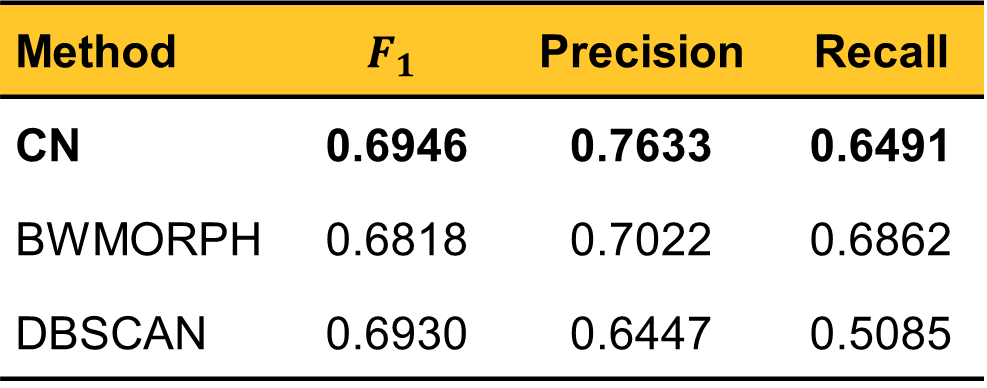 Method F₁ Precision Recall
CN 0.6946 0.7633 0.6491
BWMORPH 0.6818 0.7022 0.6862
DBSCAN 0.6930 0.6447 0.5085